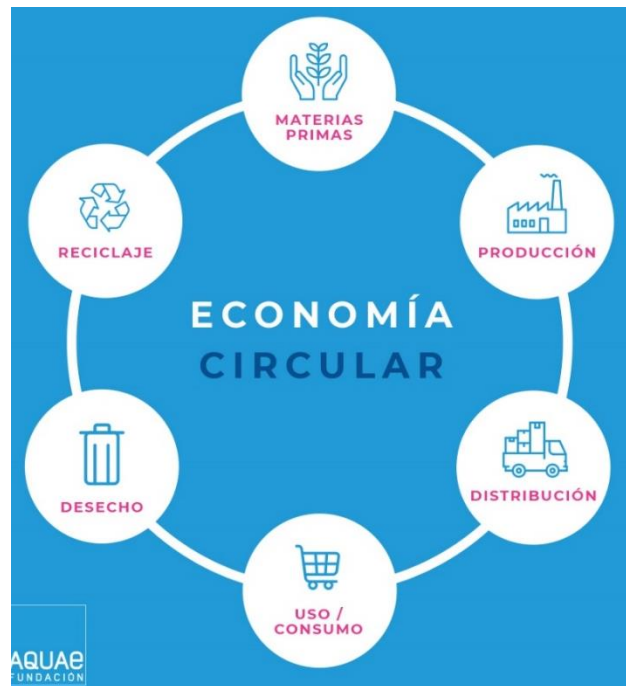 MATERIAS
PRIMAS
RECICLAJE
PRODUCCIÓN
ECONOMÍA
CIRCULAR
DESECHO
DISTRIBUCIÓN
USO /
CONSUMO
AQUAE
FUNDACIÓN